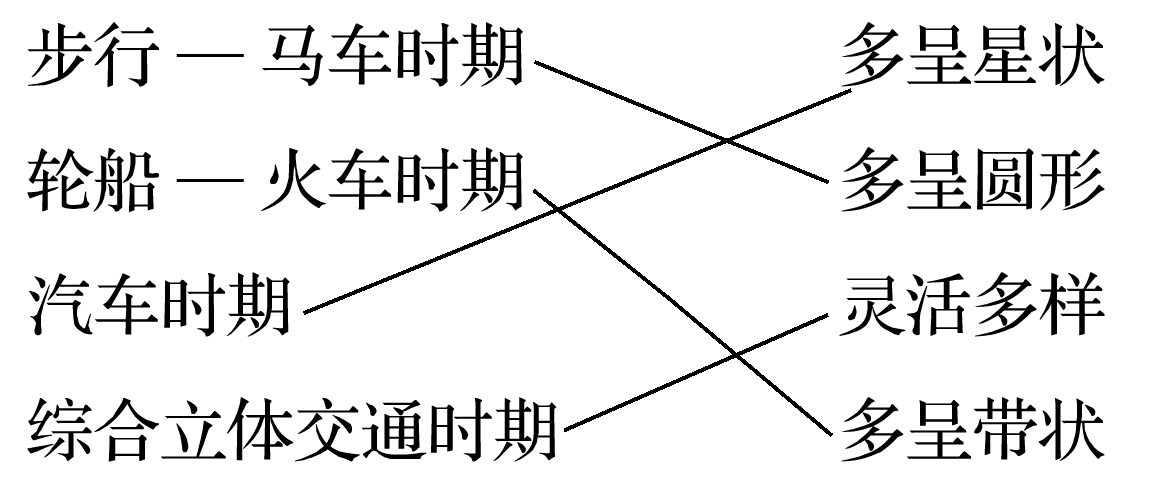 步行 — 马车时期 多呈星状
轮船 — 火车时期 多呈圆形
汽车时期 灵活多样
综合立体交通时期 多呈带状